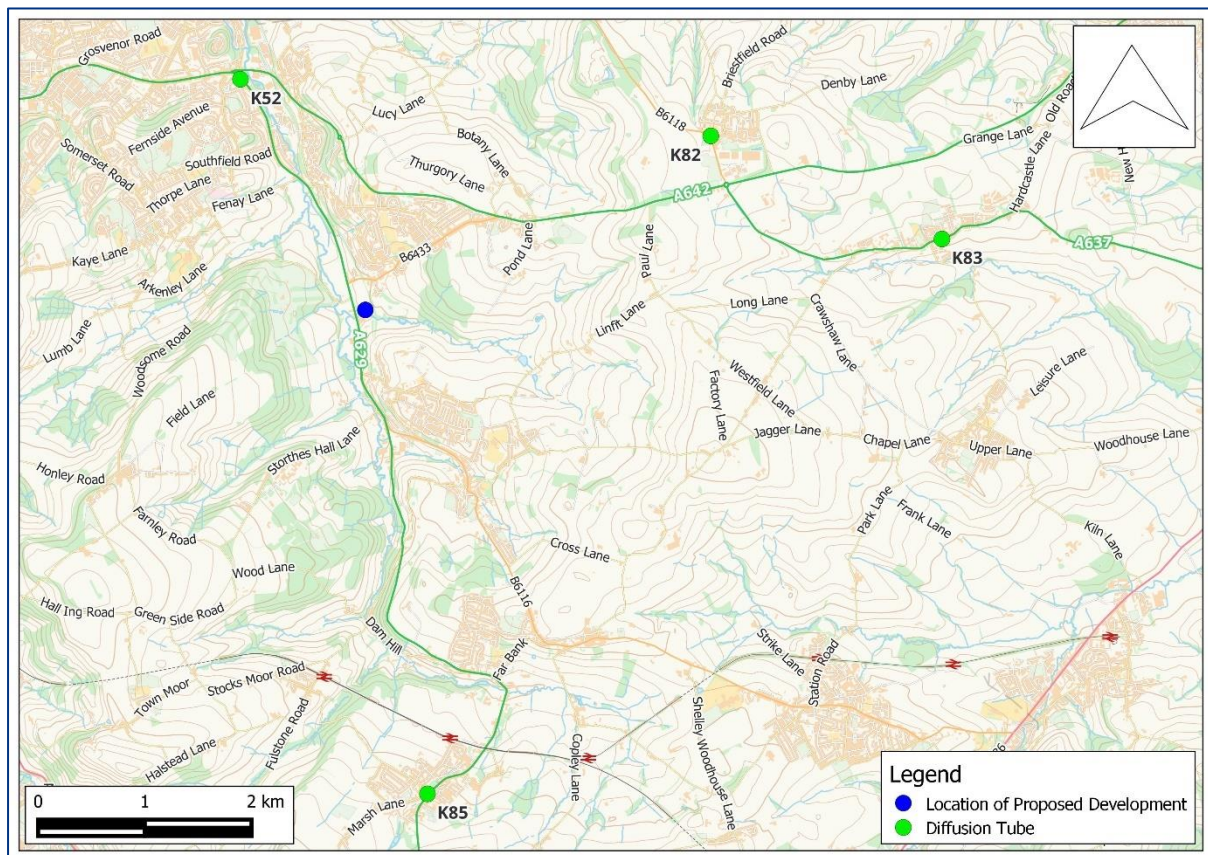 Grosvenor Road
K52
Fernside Avenue
Somerset Road
Southfield Road
Thorpe Lane
Fenay Lane
Kaye Lane
Arkenley Lane
Lumb Lane
Woodsome Road
Lucy Lane
Botany Lane
Thurgory Lane
B6433
Pond Lane
A629
Briestfield Road
Denby Lane
B6118
K82
A642
Grange Lane
Old Road
Hardcastle Lane
K83
A637
Paul Lane
Linfit Lane
Long Lane
Crawshaw Lane
Westfield Lane
Factory Lane
Jagger Lane
Chapel Lane
Leisure Lane
Upper Lane
Woodhouse Lane
Field Lane
Storthes Hall Lane
Honley Road
Farnley Road
Wood Lane
Hall Ing Road
Green Side Road
Cross Lane
B6116
Park Lane
Frank Lane
Kiln Lane
Dam Hill
Far Bank
Strike Lane
Station Road
Town Moor
Stocks Moor Road
Fulstone Road
Halstead Lane
Copley Lane
Shelley Woodhouse Lane
Marsh Lane
K85
0 1 2 km
Legend
Location of Proposed Development
Diffusion Tube